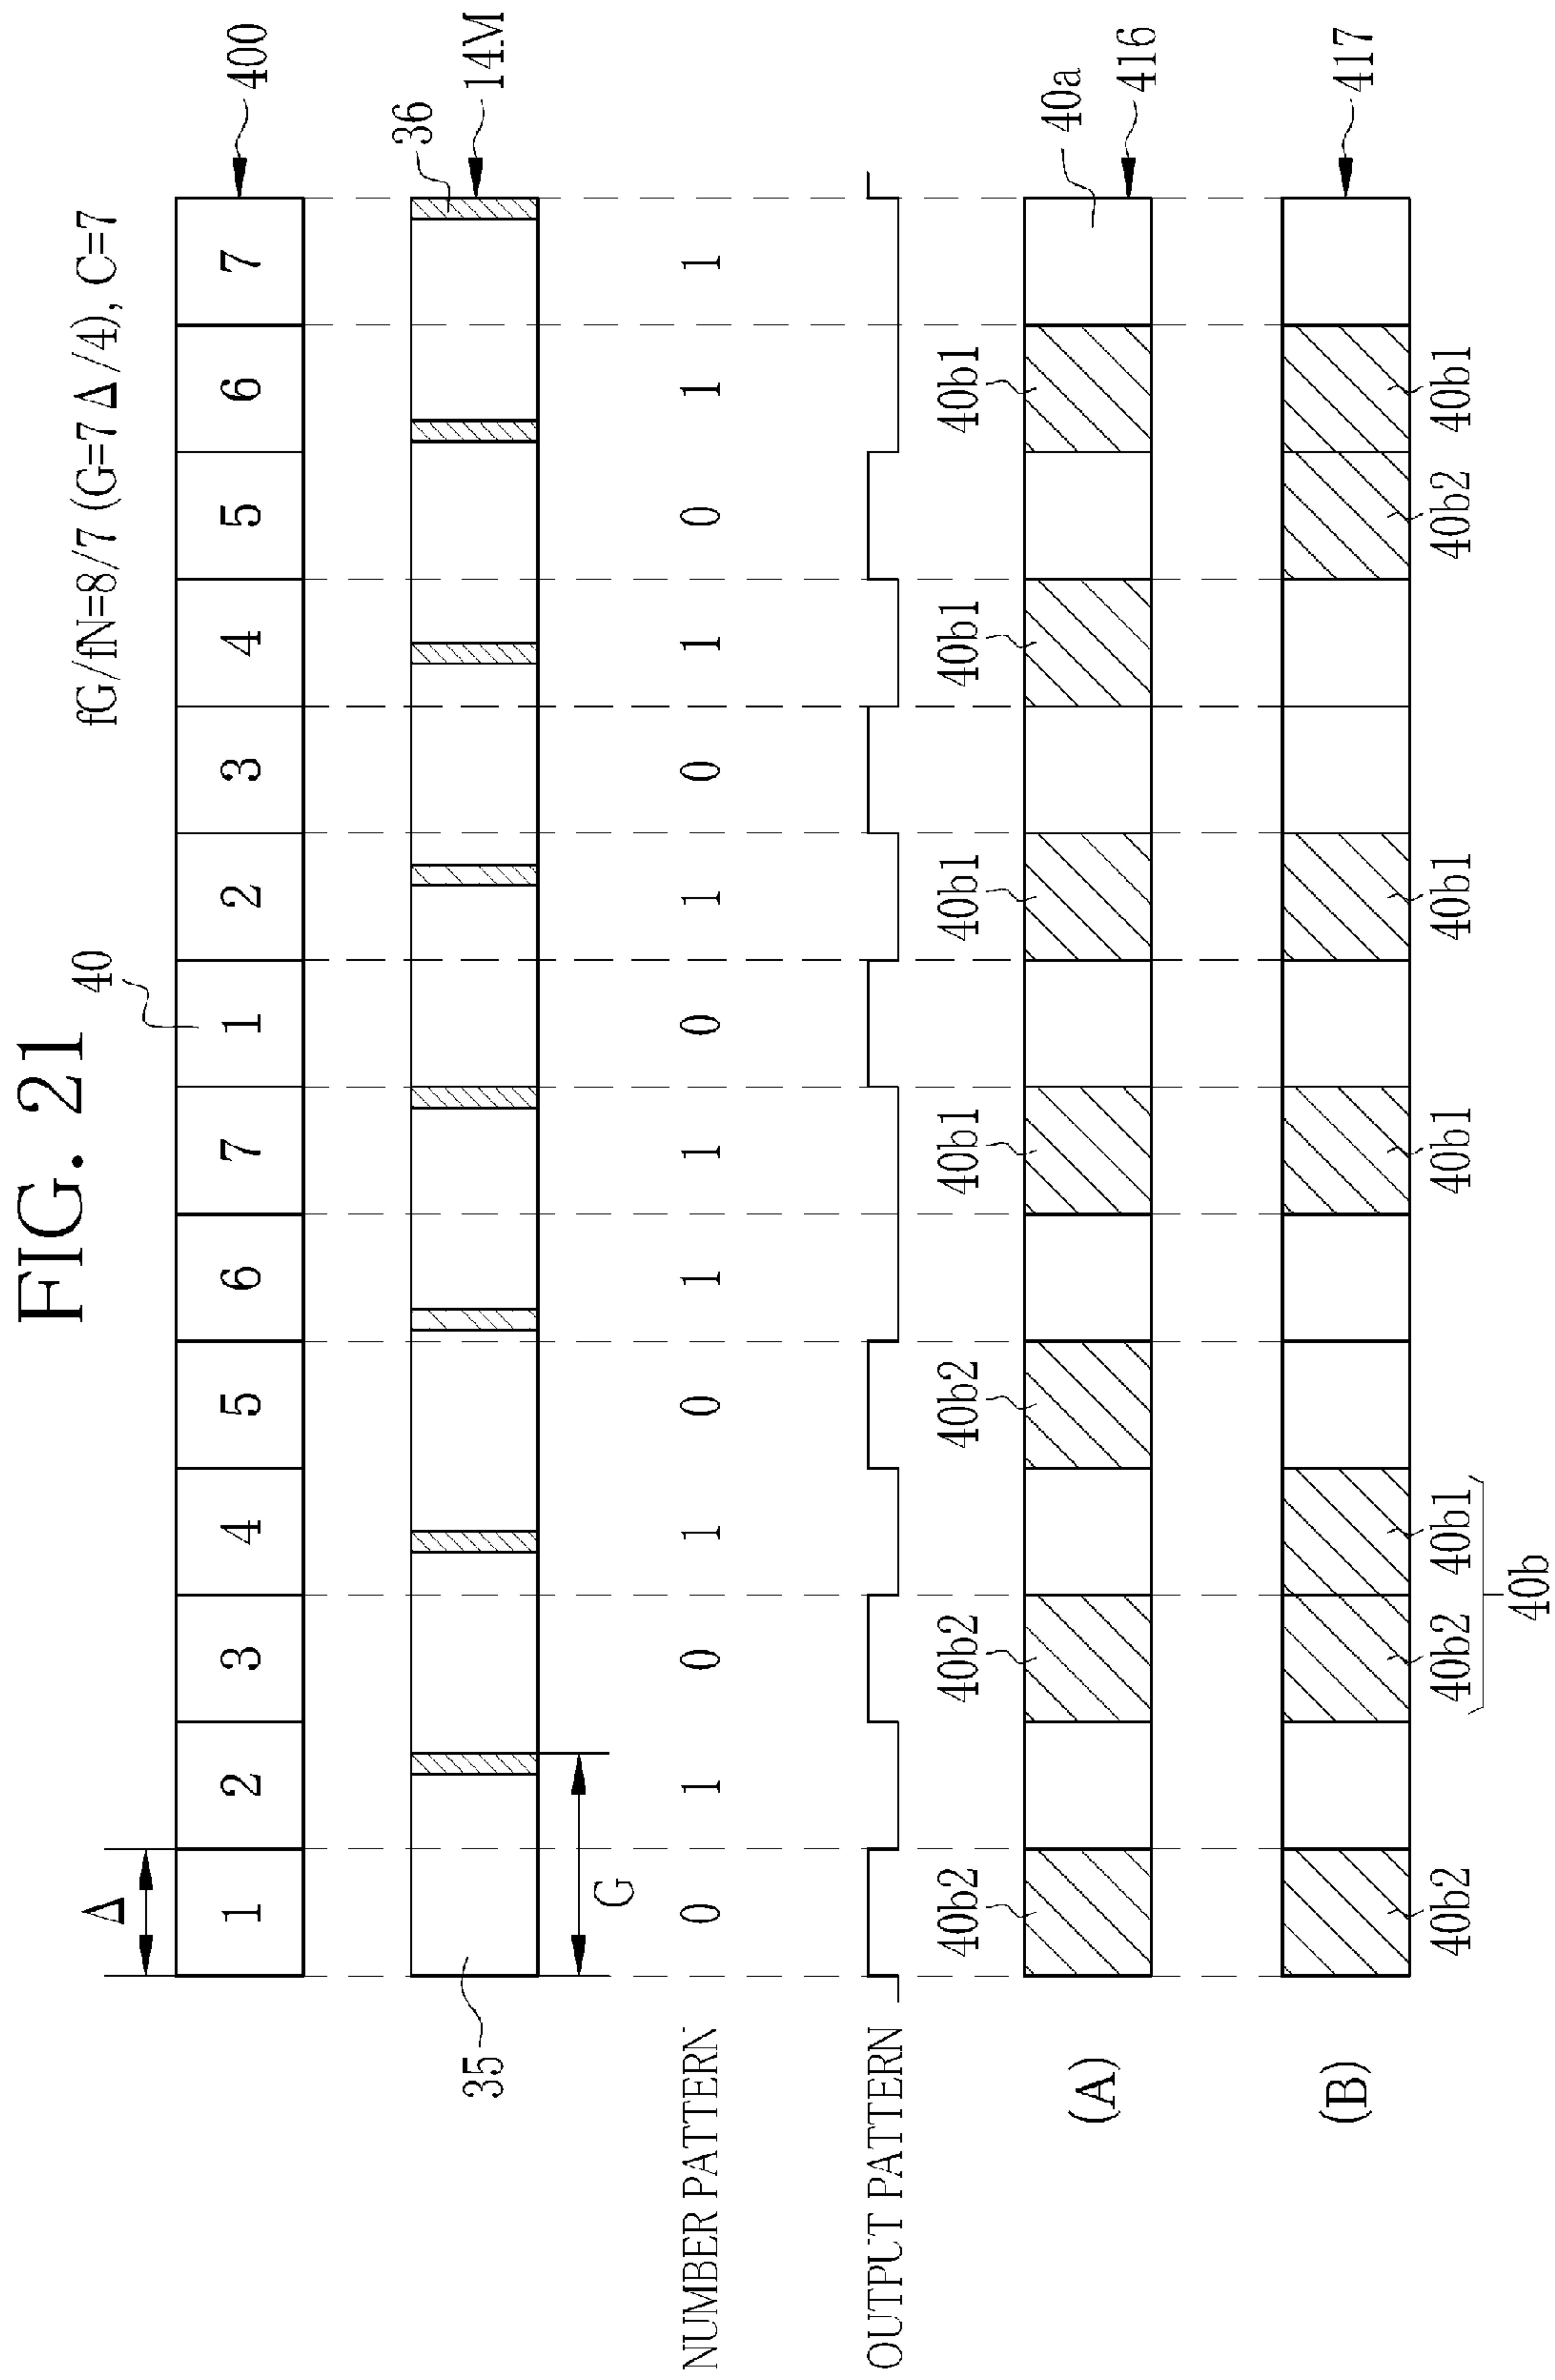 FIG. 21
fG/fN=8/7 (G=7Δ/4), C=7
Δ
40
1 2 3 4 5 6 7 1 2 3 4 5 6 7
400
36
14M
35
G
NUMBER PATTERN 0 1 0 1 0 1 1 0 1 0 1 0 1 1
OUTPUT PATTERN
40b2 40b2 40b2 40b1 40b1 40b1 40b1 40a
(A)
416
(B)
417
40b2 40b2 40b1 40b1 40b1 40b2 40b1
40b